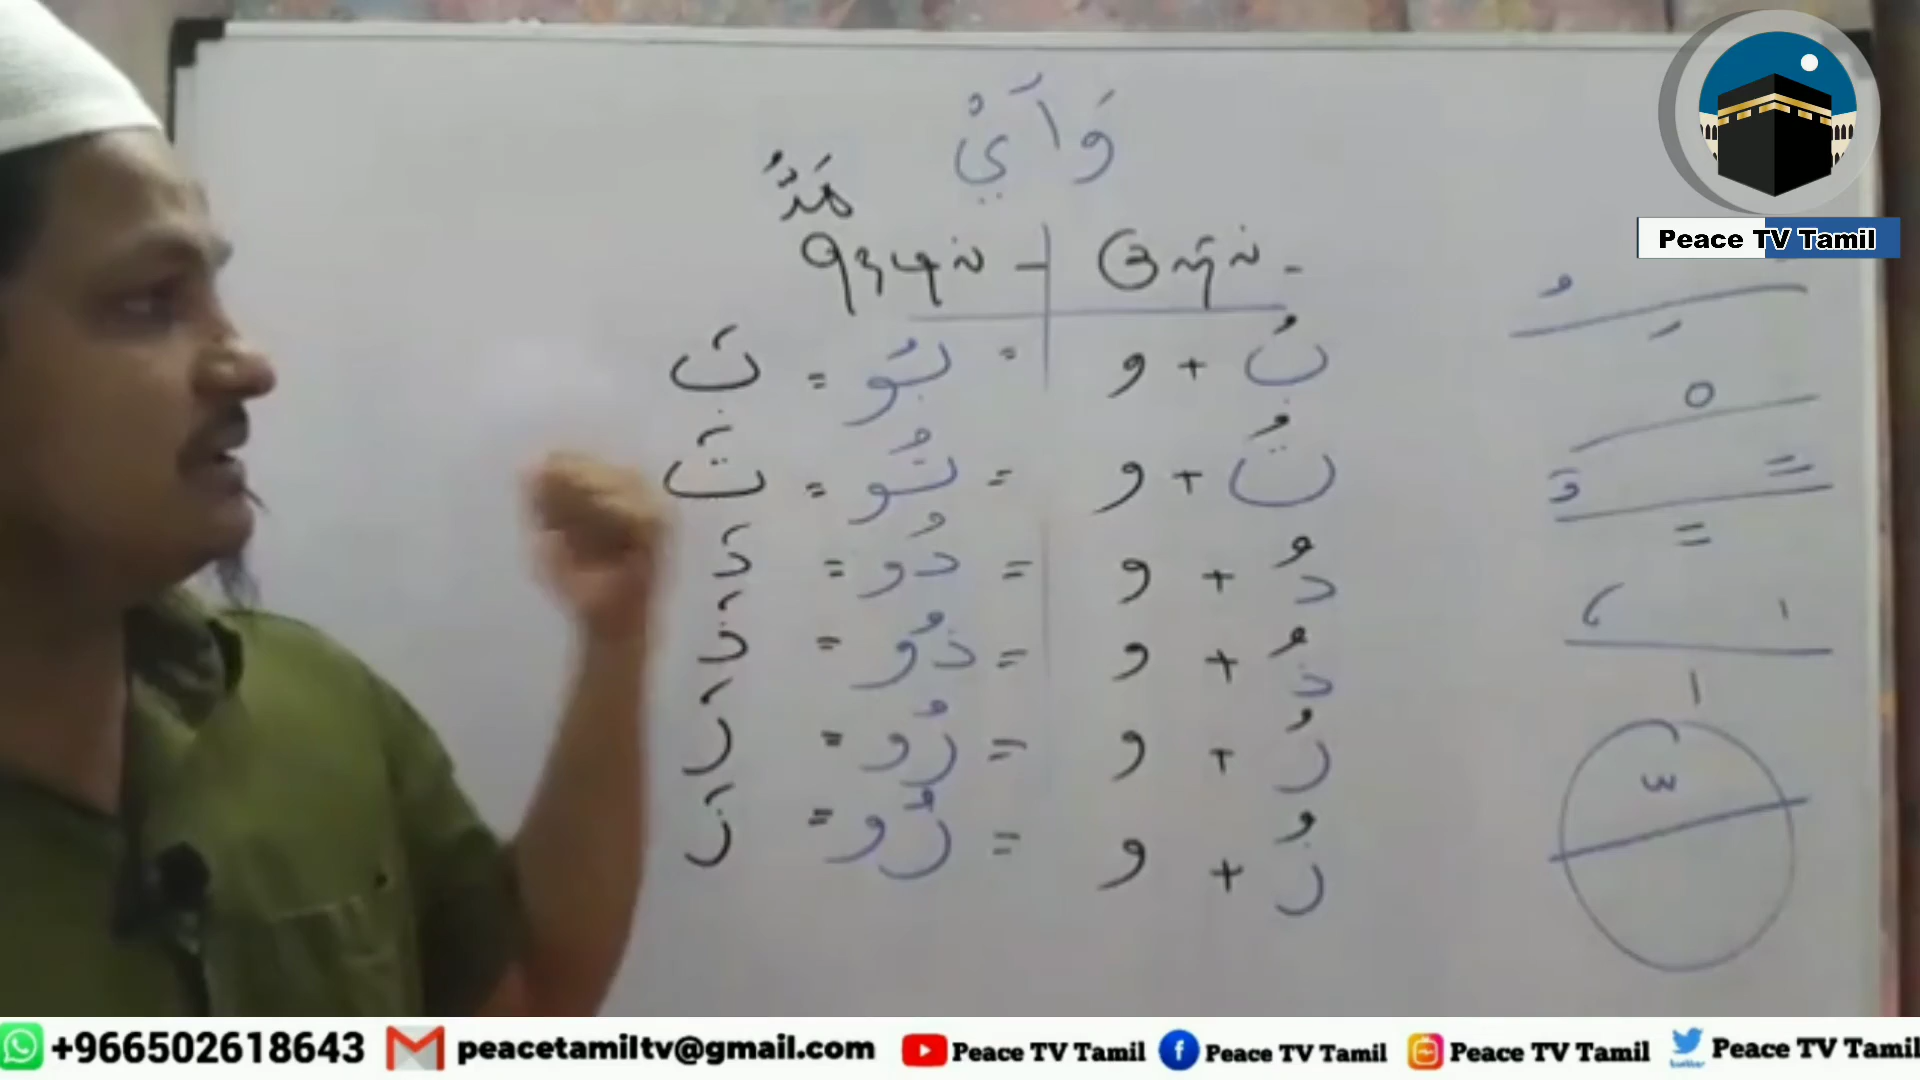 وَاَيْ
مَدُّ
குறில் - நெடில்
بُ + و = بُو = بٗ
تُ + و = تُو = تٗ
دُ + و = دُو = دٗ
ذُ + و = ذُو = ذٗ
رُ + و = رُو = رٗ
زُ + و = زُو = زٗ
Peace TV Tamil
+966502618643 peacetamiltv@gmail.com Peace TV Tamil Peace TV Tamil Peace TV Tamil Peace TV Tamil